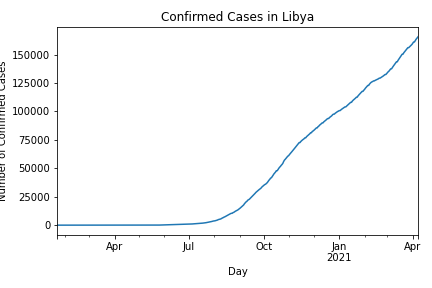 Confirmed Cases in Libya
150000
125000
100000
75000
50000
25000
0
Number of Confirmed Cases
Apr Jul Oct Jan Apr
2021
Day